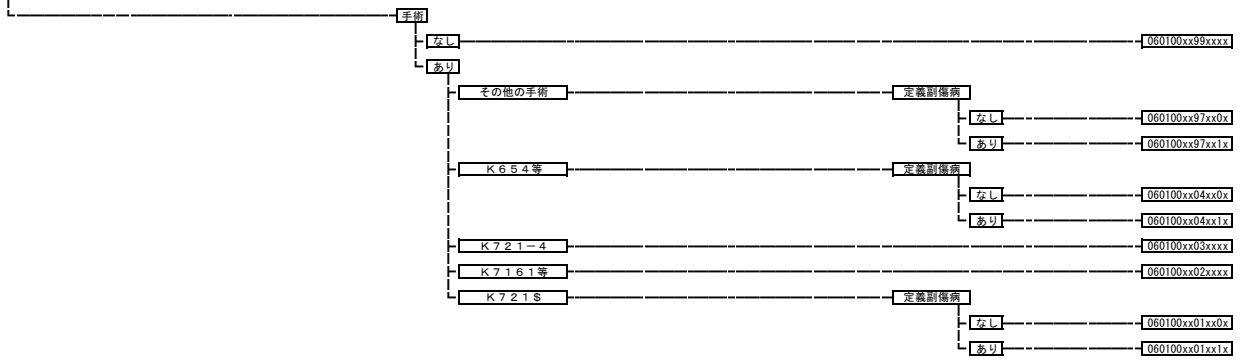 手術
なし 060100xx99xxxx
あり
その他の手術 定義副傷病
なし 060100xx97xx0x
あり 060100xx97xx1x
K654等 定義副傷病
なし 060100xx04xx0x
あり 060100xx04xx1x
K721-4 060100xx03xxxx
K7161等 060100xx02xxxx
K721$ 定義副傷病
なし 060100xx01xx0x
あり 060100xx01xx1x